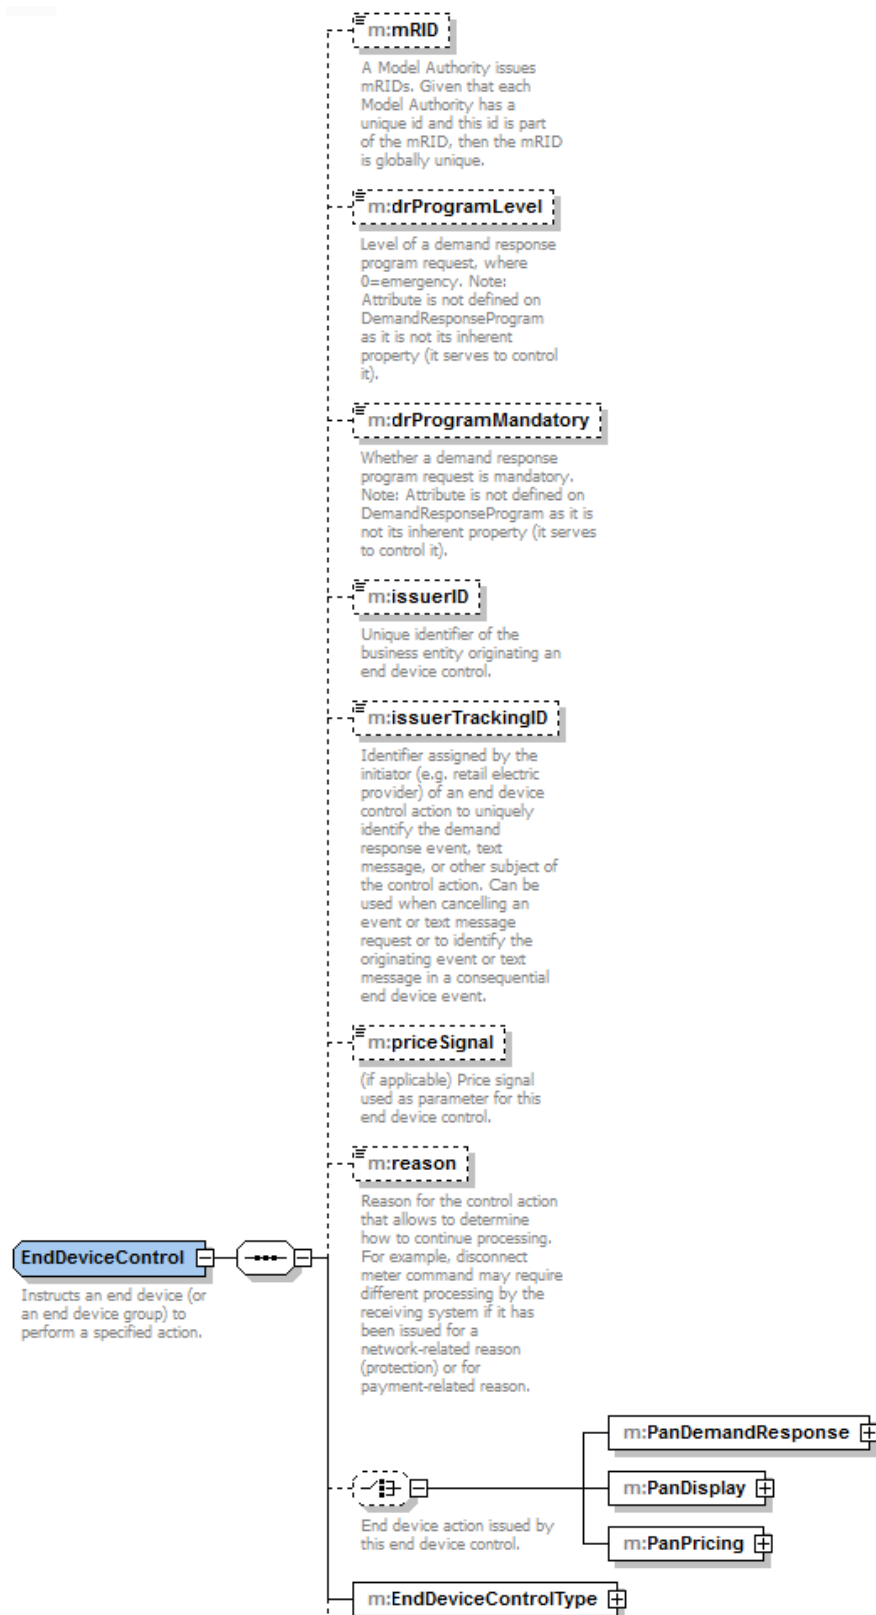 m:mRID
A Model Authority issues
mRIDs. Given that each
Model Authority has a
unique id and this id is part
of the mRID, then the mRID
is globally unique.
m:drProgramLevel
Level of a demand response
program request, where
0=emergency. Note:
Attribute is not defined on
DemandResponseProgram
as it is not its inherent
property (it serves to control
it).
m:drProgramMandatory
Whether a demand response
program request is mandatory.
Note: Attribute is not defined on
DemandResponseProgram as it is
not its inherent property (it serves
to control it).
m:issuerID
Unique identifier of the
business entity originating an
end device control.
m:issuerTrackingID
Identifier assigned by the
initiator (e.g. retail electric
provider) of an end device
control action to uniquely
identify the demand
response event, text
message, or other subject of
the control action. Can be
used when cancelling an
event or text message
request or to identify the
originating event or text
message in a consequential
end device event.
m:priceSignal
(if applicable) Price signal
used as parameter for this
end device control.
m:reason
Reason for the control action
that allows to determine
how to continue processing.
For example, disconnect
meter command may require
different processing by the
receiving system if it has
been issued for a
network-related reason
(protection) or for
payment-related reason.
EndDeviceControl
Instructs an end device (or
an end device group) to
perform a specified action.
m:PanDemandResponse
m:PanDisplay
m:PanPricing
End device action issued by
this end device control.
m:EndDeviceControlType